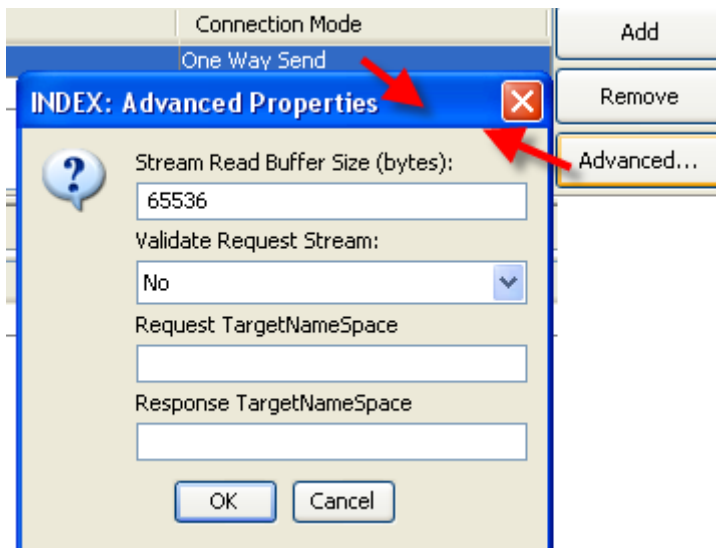 Connection Mode
Add
One Way Send
INDEX: Advanced Properties
Remove
Stream Read Buffer Size (bytes):
Advanced...
65536
Validate Request Stream:
No
Request TargetNameSpace
Response TargetNameSpace
OK
Cancel